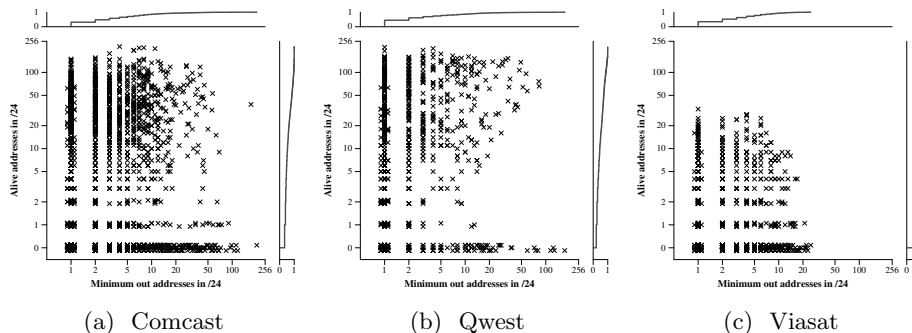 1
0
256
100
50
20
10
5
2
1
0
Alive addresses in /24
1 2 5 10 20 50 100 256 0 1
Minimum out addresses in /24
(a) Comcast
1
0
256
100
50
20
10
5
2
1
0
Alive addresses in /24
1 2 5 10 20 50 100 256 0 1
Minimum out addresses in /24
(b) Qwest
1
0
256
100
50
20
10
5
2
1
0
Alive addresses in /24
1 2 5 10 20 50 100 256 0
Minimum out addresses in /24
(c) Viasat